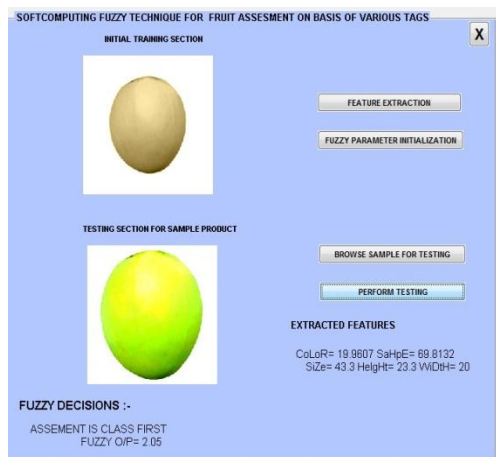 SOFTCOMPUTING FUZZY TECHNIQUE FOR FRUIT ASSESMENT ON BASIS OF VARIOUS TAGS
X
INITIAL TRAINING SECTION
FEATURE EXTRACTION
FUZZY PARAMETER INITIALIZATION
TESTING SECTION FOR SAMPLE PRODUCT
BROWSE SAMPLE FOR TESTING
PERFORM TESTING
EXTRACTED FEATURES
CoLoR= 19.9607 SaHpE= 69.8132
SiZe= 43.3 HeIgHt= 23.3 WiDtH= 20
FUZZY DECISIONS :-
ASSEMENT IS CLASS FIRST
FUZZY O/P= 2.05